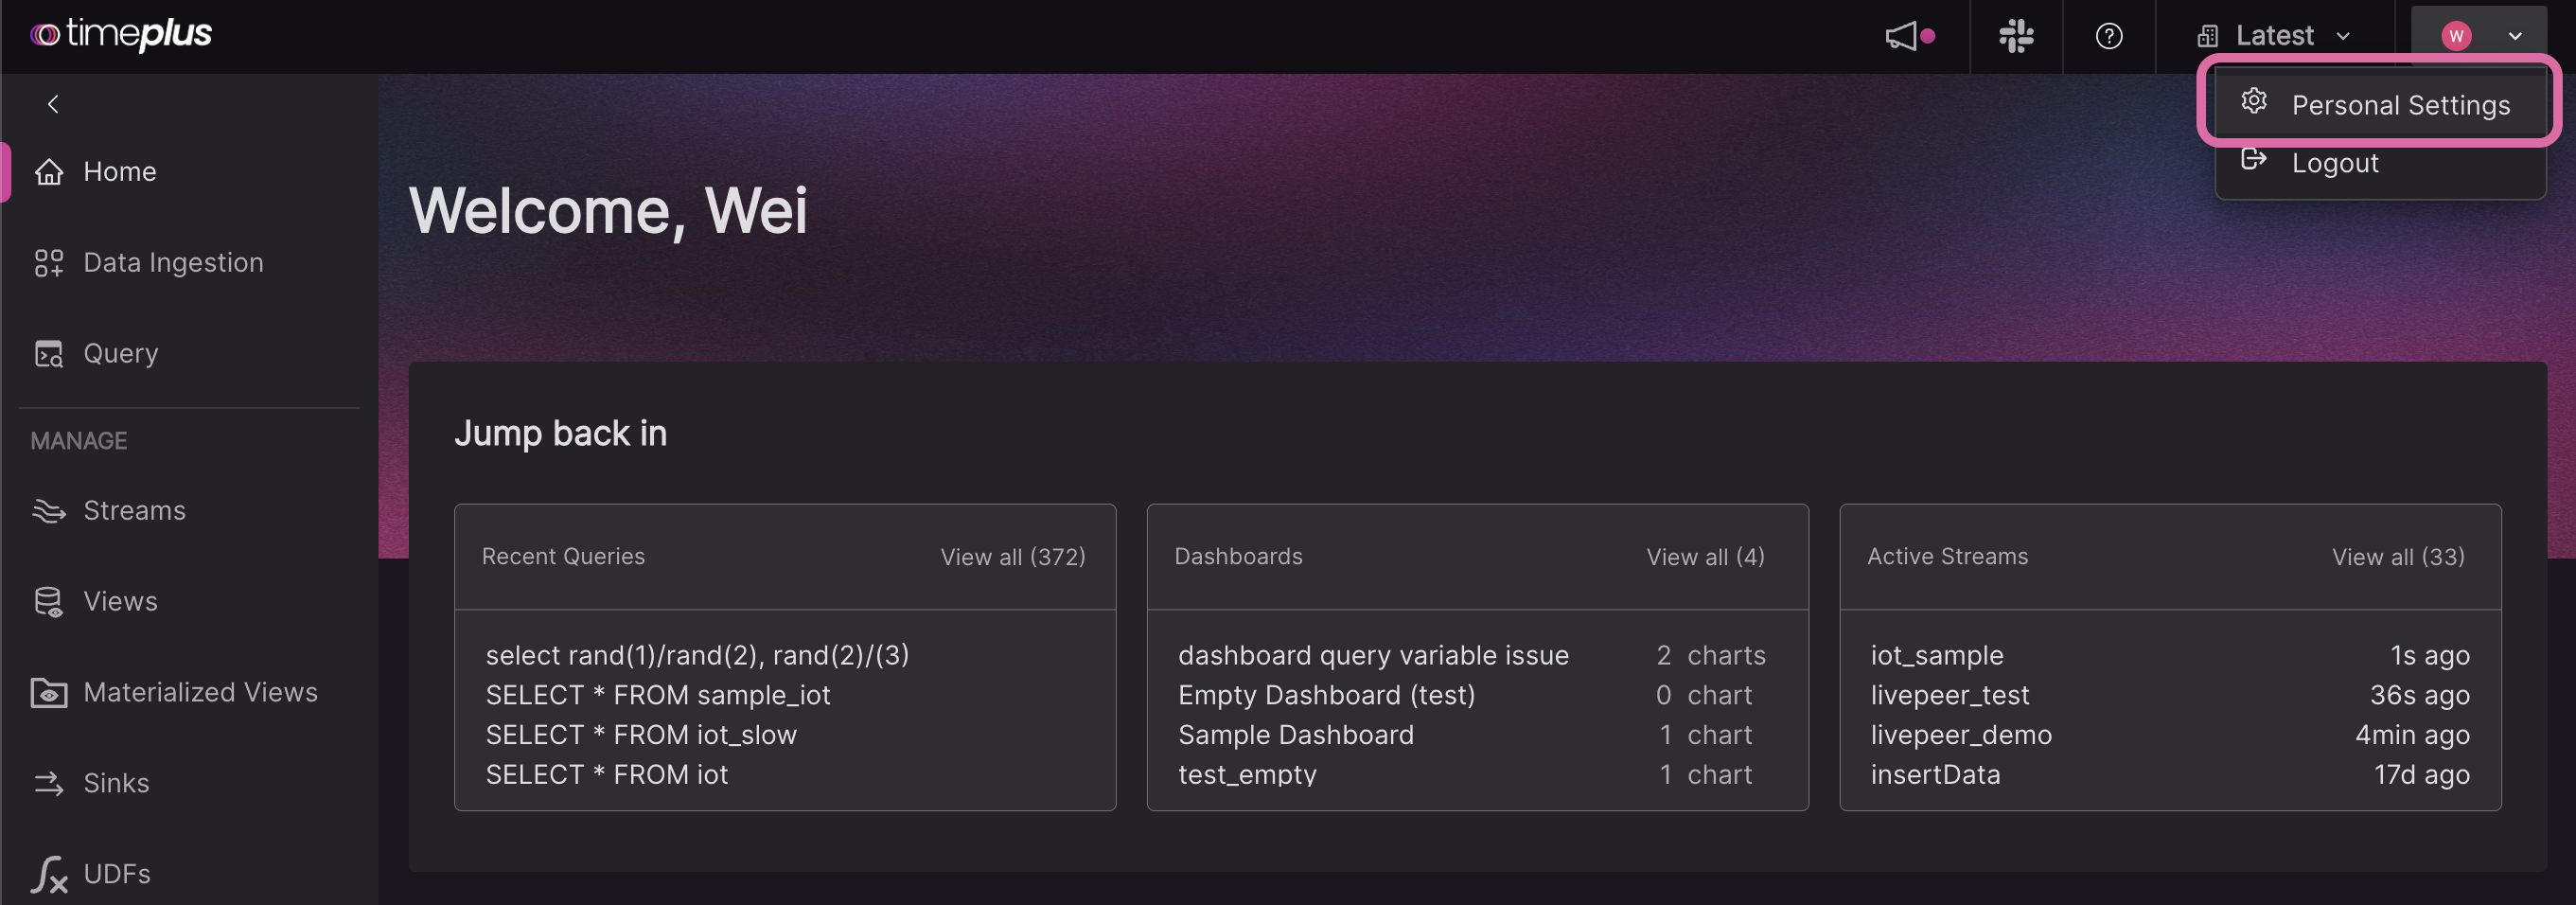 timeplus
Latest
W
Personal Settings
Logout
Home
Data Ingestion
Query
MANAGE
Streams
Views
Materialized Views
Sinks
UDFs
Welcome, Wei
Jump back in
Recent Queries View all (372)
select rand(1)/rand(2), rand(2)/(3)
SELECT * FROM sample_iot
SELECT * FROM iot_slow
SELECT * FROM iot
Dashboards View all (4)
dashboard query variable issue 2 charts
Empty Dashboard (test) 0 chart
Sample Dashboard 1 chart
test_empty 1 chart
Active Streams View all (33)
iot_sample 1s ago
livepeer_test 36s ago
livepeer_demo 4min ago
insertData 17d ago